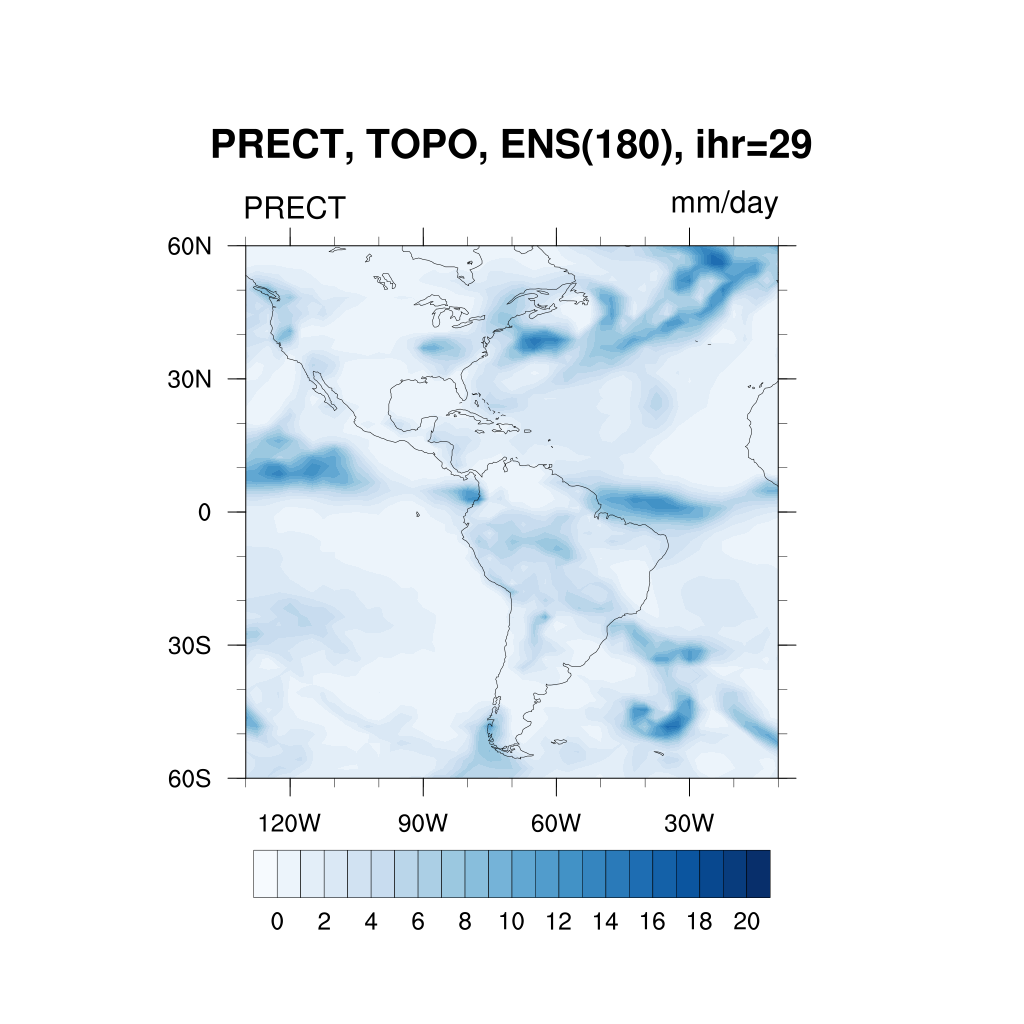 PRECT, TOPO, ENS(180), ihr=29
PRECT mm/day
60N
30N
0
30S
60S
120W 90W 60W 30W
0 2 4 6 8 10 12 14 16 18 20